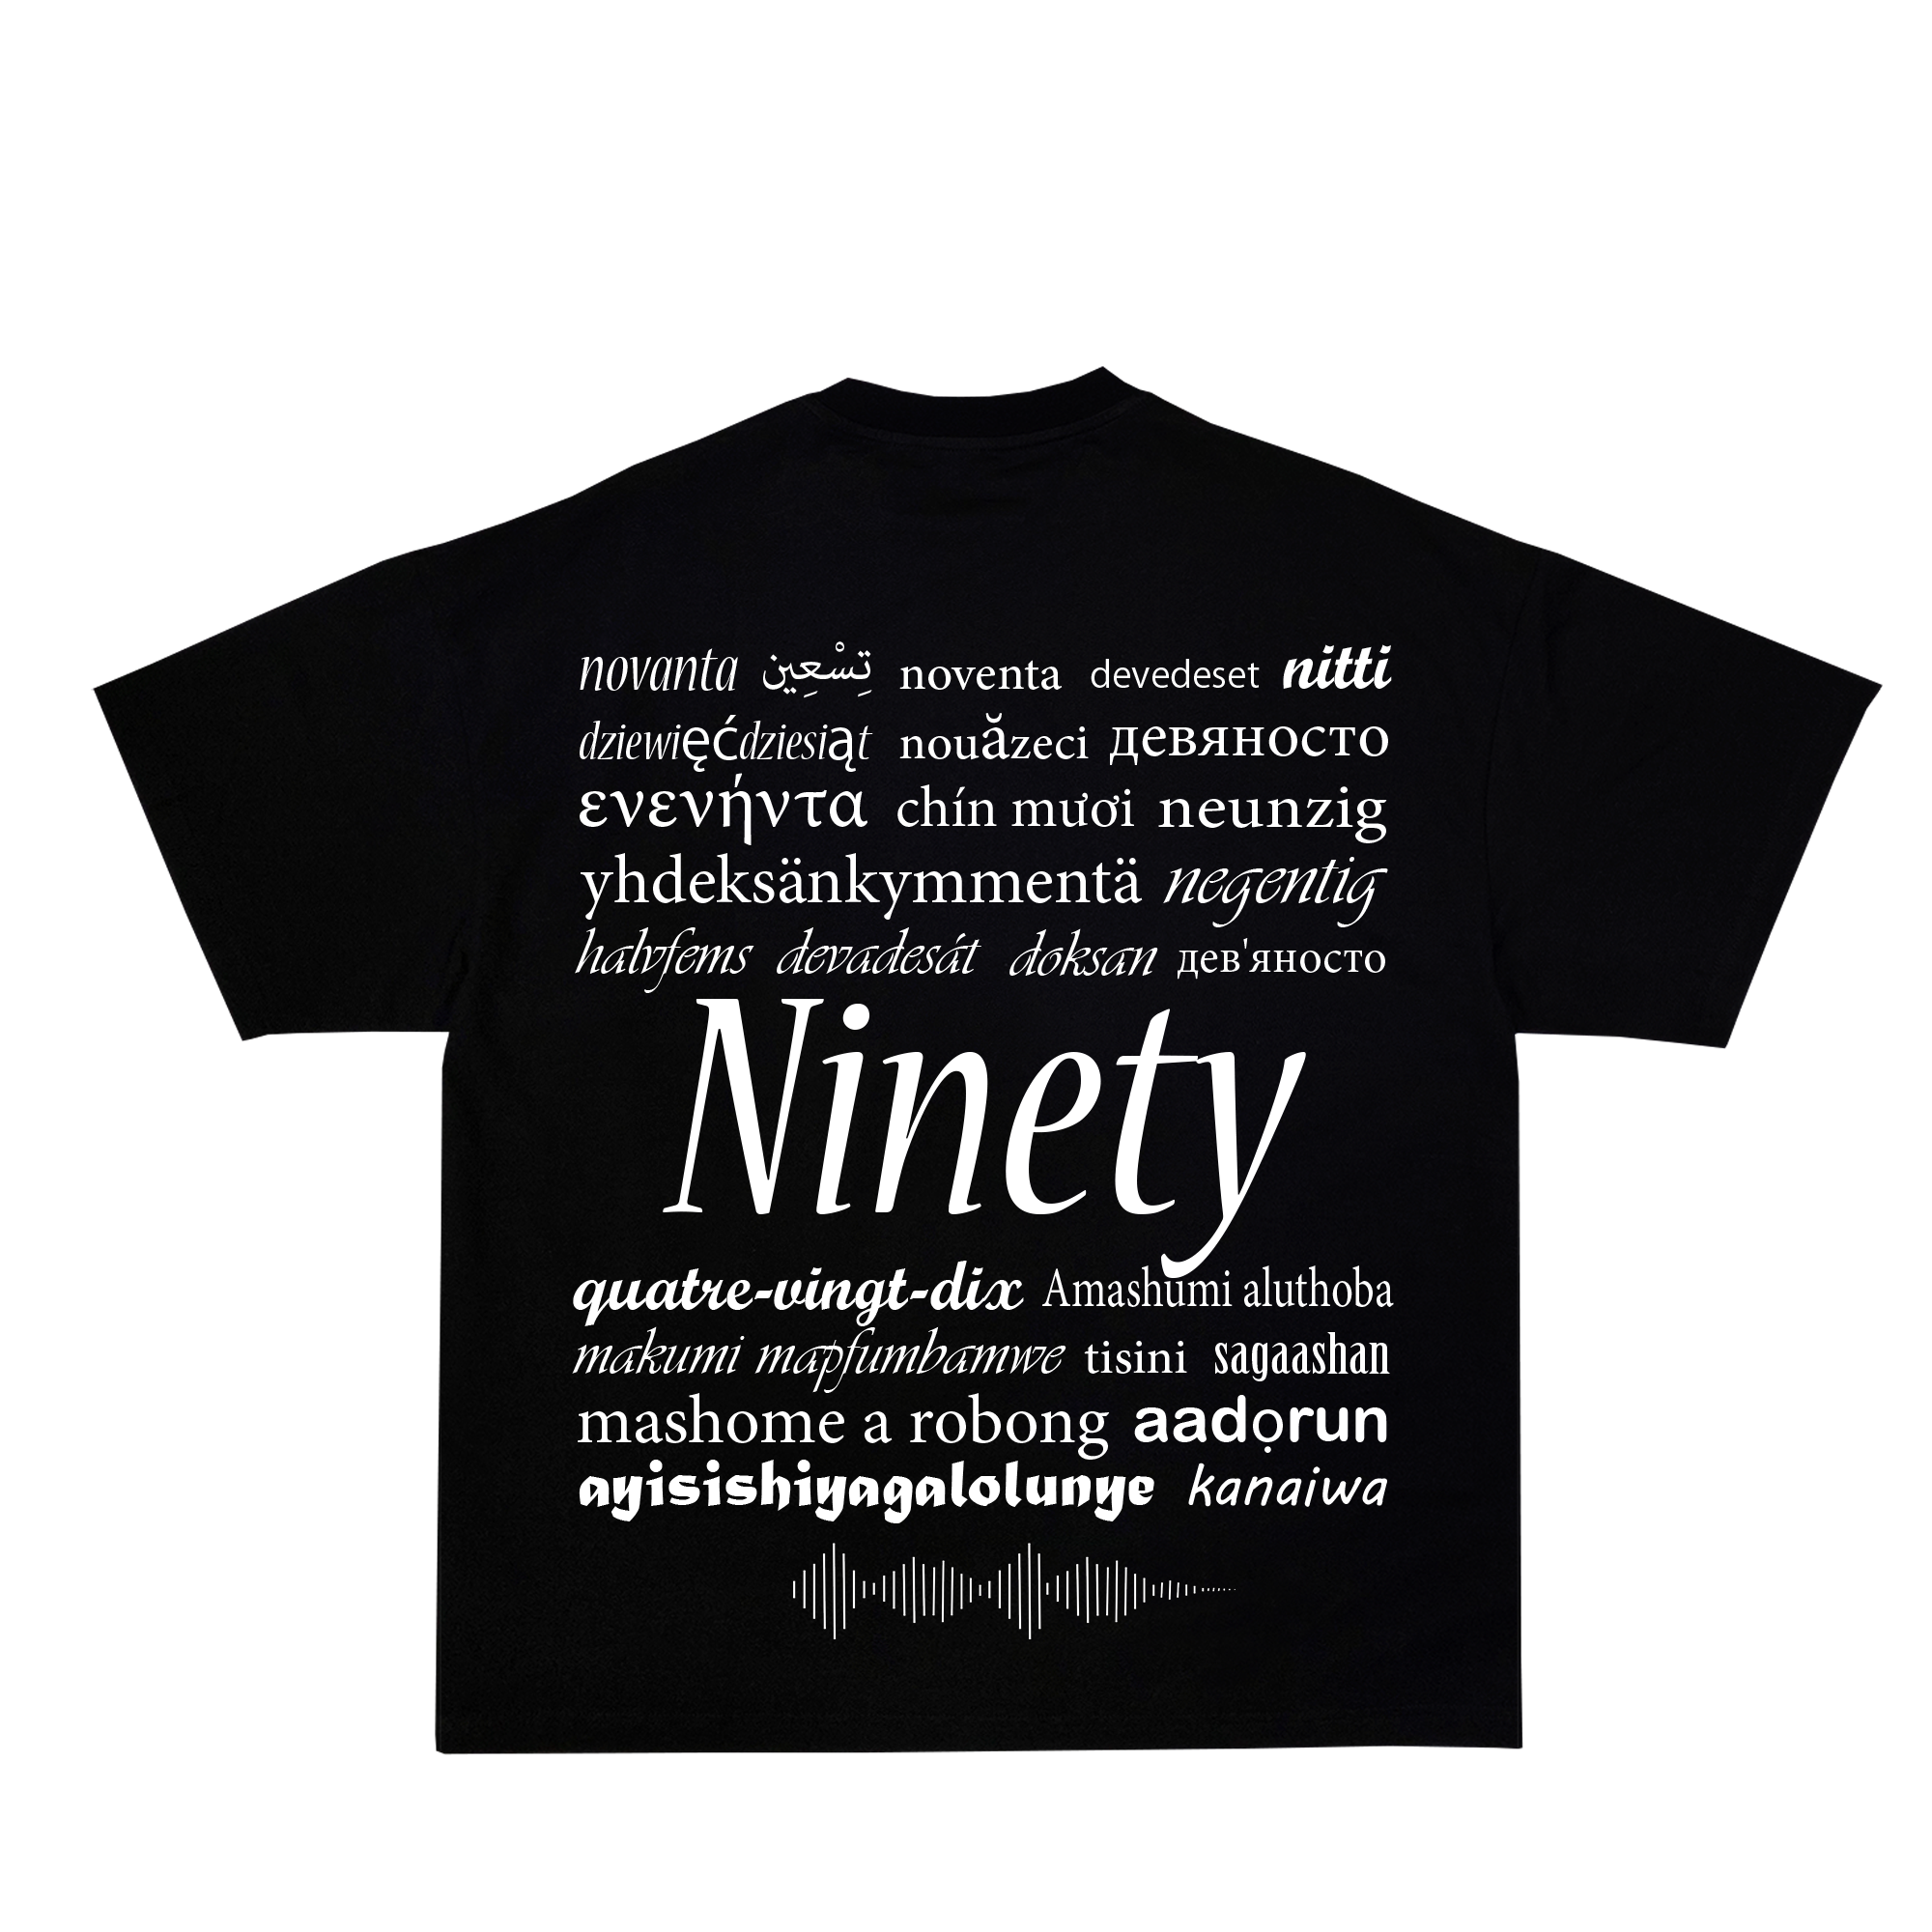 novanta تِسْعِين noventa devedeset nitti
dziewięćdziesiąt nouăzeci девяносто
ενενήντα chín mươi neunzig
yhdeksänkymmentä negentig
halvfems devadesát doksan дев'яносто
Ninety
quatre-vingt-dix Amashumi aluthoba
makumi mapfumbamwe tisini sagaashan
mashome a robong aadọrun
ayisishiyagalolunye kanaiwa